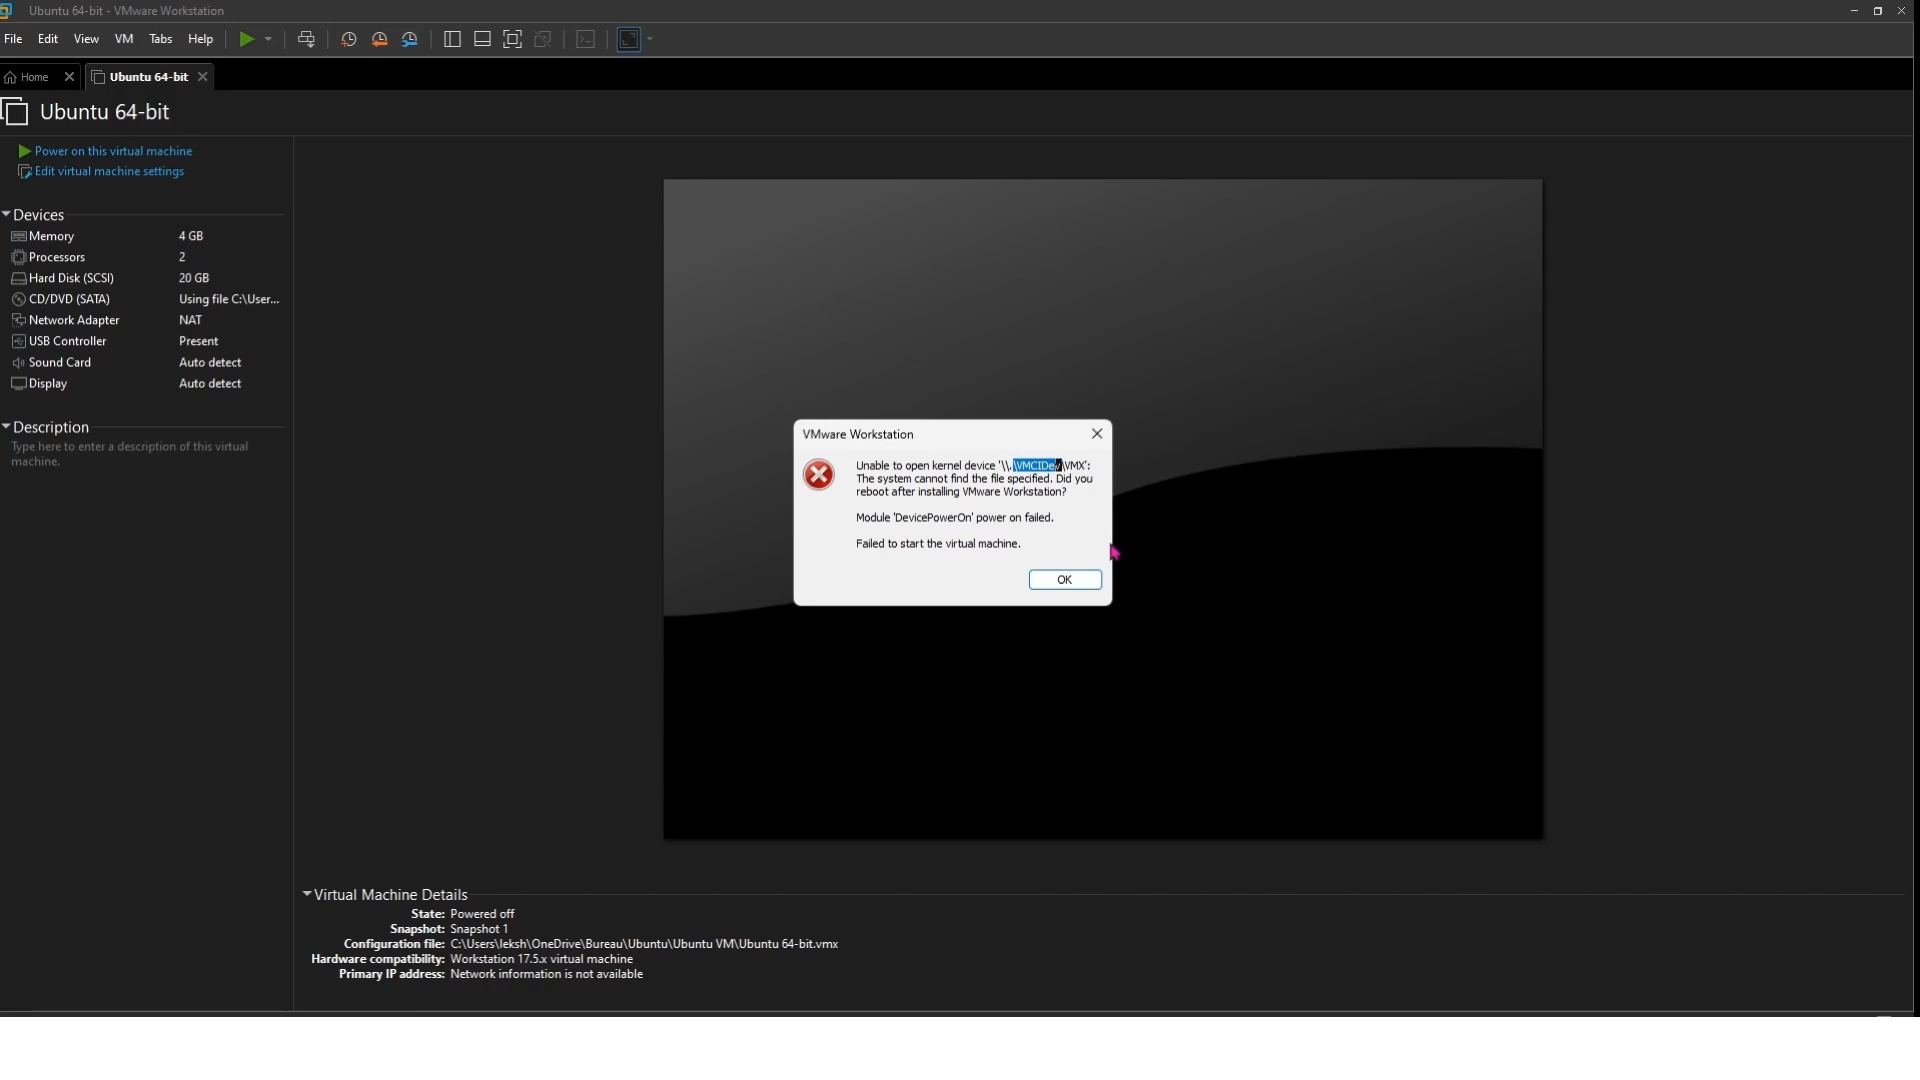 Ubuntu 64-bit - VMware Workstation
File Edit View VM Tabs Help
Home
Ubuntu 64-bit
Ubuntu 64-bit
Power on this virtual machine
Edit virtual machine settings
Devices
Memory 4 GB
Processors 2
Hard Disk (SCSI) 20 GB
CD/DVD (SATA) Using file C:\User...
Network Adapter NAT
USB Controller Present
Sound Card Auto detect
Display Auto detect
Description
Type here to enter a description of this virtual
machine.
VMware Workstation
Unable to open kernel device '\\.\VMCIDev\VMX':
The system cannot find the file specified. Did you
reboot after installing VMware Workstation?
Module 'DevicePowerOn' power on failed.
Failed to start the virtual machine.
OK
Virtual Machine Details
State: Powered off
Snapshot: Snapshot 1
Configuration file: C:\Users\leksh\OneDrive\Bureau\Ubuntu\Ubuntu VM\Ubuntu 64-bit.vmx
Hardware compatibility: Workstation 17.5.x virtual machine
Primary IP address: Network information is not available